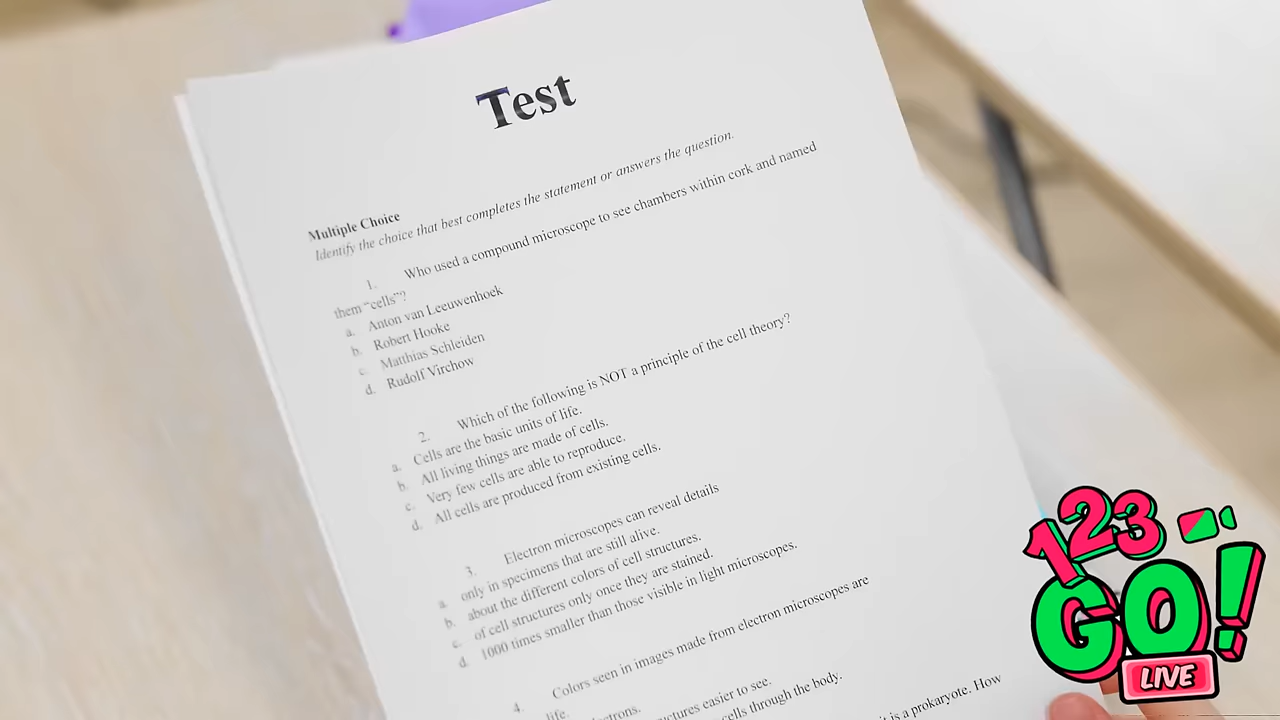 Test
Multiple Choice
Identify the choice that best completes the statement or answers the question.
1. Who used a compound microscope to see chambers within cork and named
them “cells”?
a. Anton van Leeuwenhoek
b. Robert Hooke
c. Matthias Schleiden
d. Rudolf Virchow
2. Which of the following is NOT a principle of the cell theory?
a. Cells are the basic units of life.
b. All living things are made of cells.
c. Very few cells are able to reproduce.
d. All cells are produced from existing cells.
3. Electron microscopes can reveal details
a. only in specimens that are still alive.
b. about the different colors of cell structures.
c. of cell structures only once they are stained.
d. 1000 times smaller than those visible in light microscopes.
4. Colors seen in images made from electron microscopes are
life.
easier to see.
cells through the body.
it is a prokaryote. How
123
GO!
LIVE